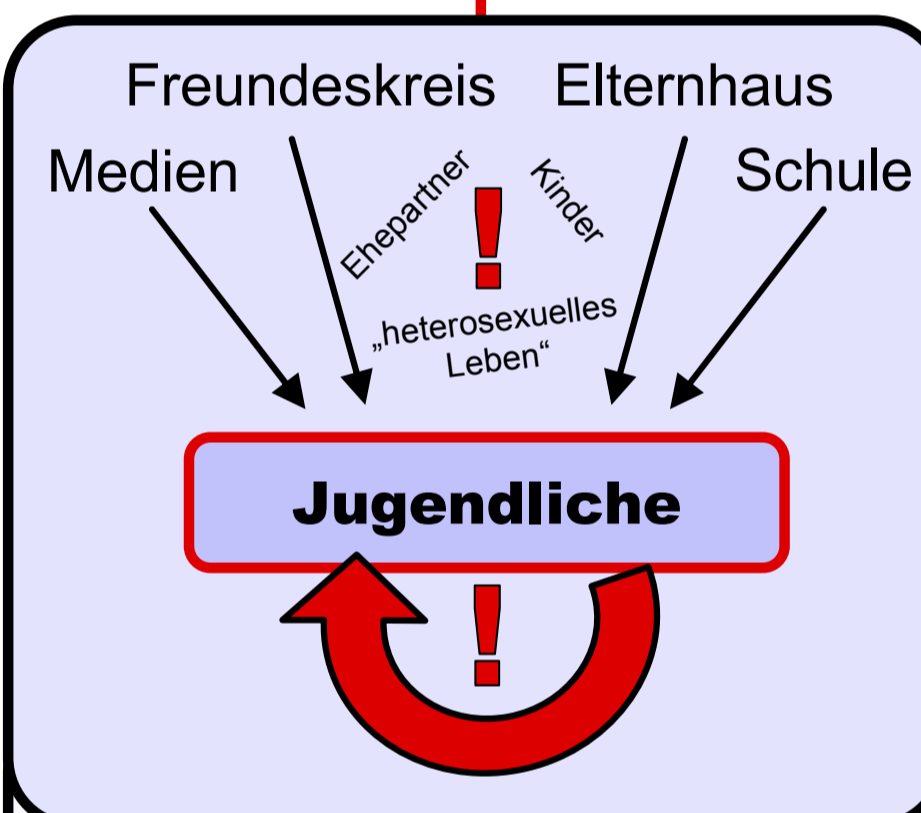 Freundeskreis Elternhaus
Medien Schule
Ehepartner ! Kinder
„heterosexuelles
Leben“
Jugendliche
!